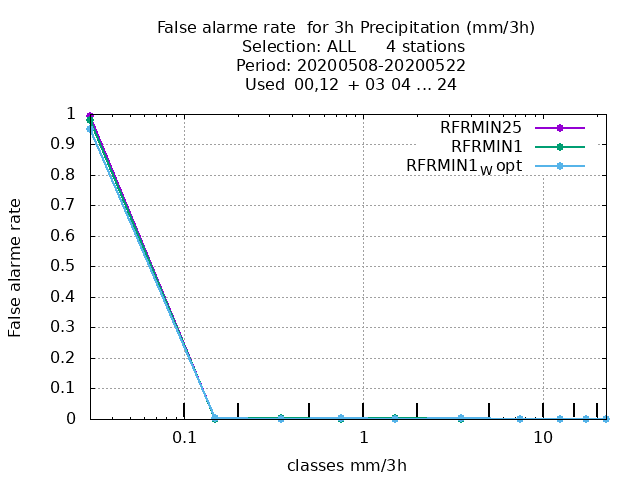 False alarme rate  for 3h Precipitation (mm/3h)
Selection: ALL      4 stations
Period: 20200508-20200522
Used  00,12  + 03 04 ... 24
RFRMIN25
RFRMIN1
RFRMIN1W opt
False alarme rate
1
0.9
0.8
0.7
0.6
0.5
0.4
0.3
0.2
0.1
0
0.1
1
10
classes mm/3h